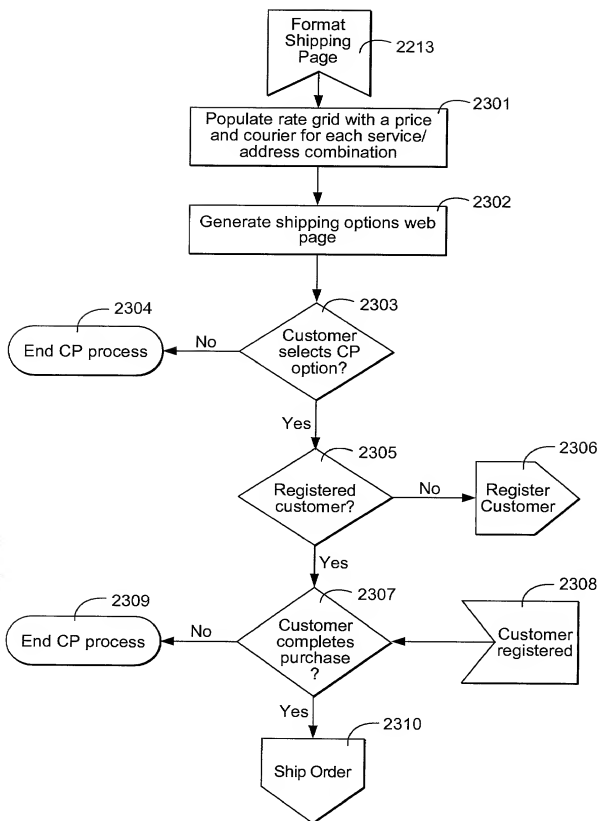 Format
Shipping
Page
2213
2301
Populate rate grid with a price
and courier for each service/
address combination
2302
Generate shipping options web
page
2303
Customer
selects CP
option?
No
2304
End CP process
Yes
2305
Registered
customer?
No
2306
Register
Customer
Yes
2307
Customer
completes
purchase
?
2308
Customer
registered
No
2309
End CP process
Yes
2310
Ship Order